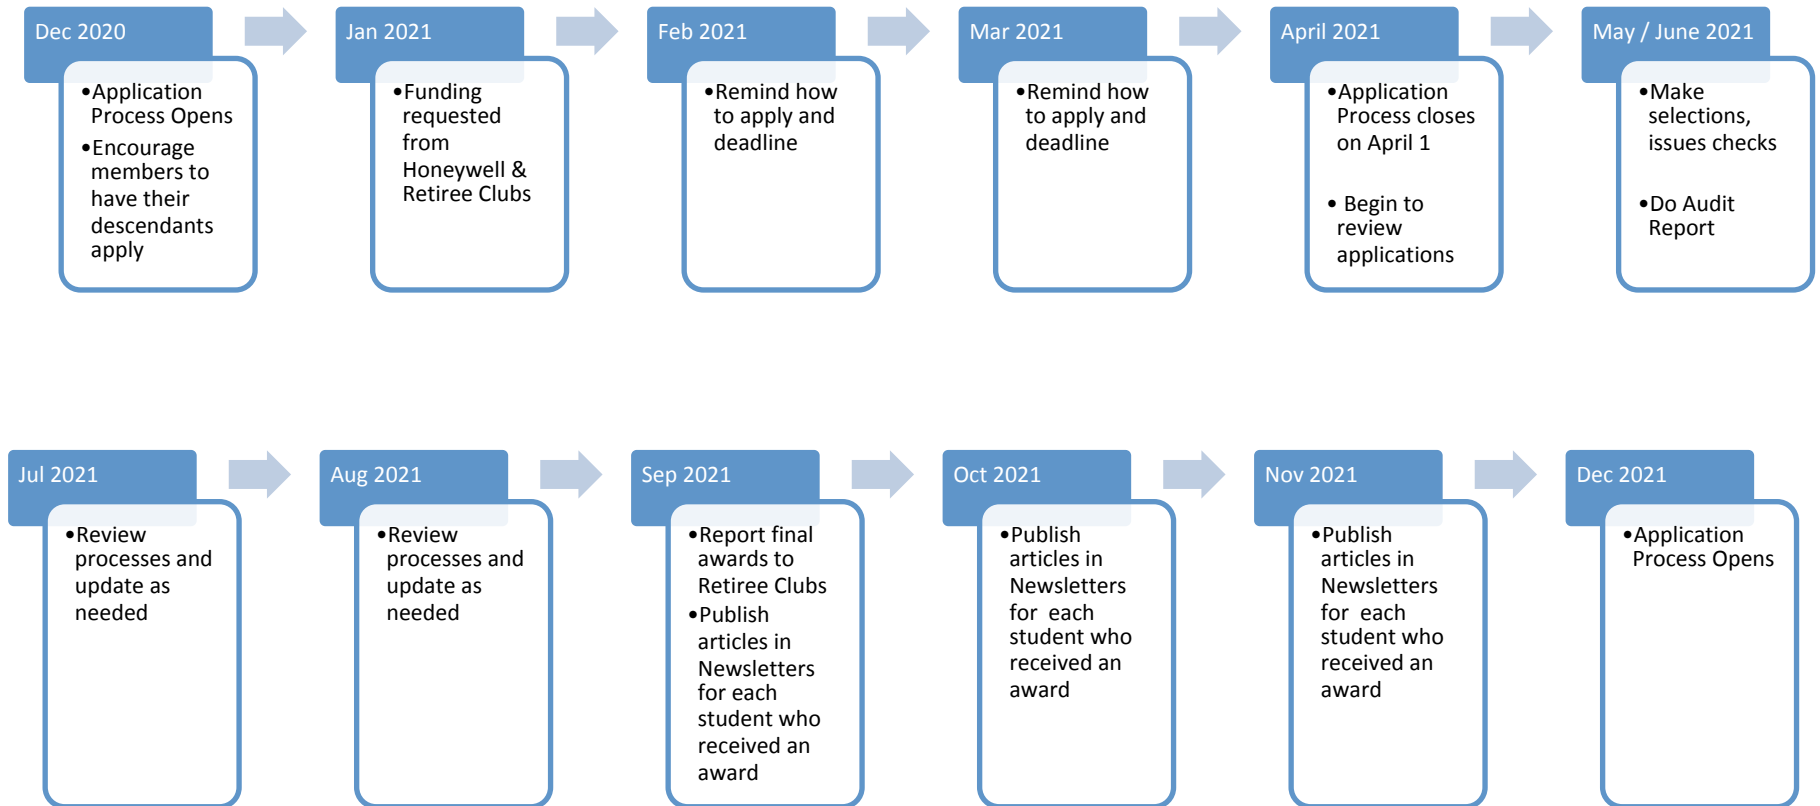 Dec 2020
•Application
Process Opens
•Encourage
members to
have their
descendants
apply
Jan 2021
•Funding
requested
from
Honeywell &
Retiree Clubs
Feb 2021
•Remind how
to apply and
deadline
Mar 2021
•Remind how
to apply and
deadline
April 2021
•Application
Process closes
on April 1
• Begin to
review
applications
May / June 2021
•Make
selections,
issues checks
•Do Audit
Report
Jul 2021
•Review
processes and
update as
needed
Aug 2021
•Review
processes and
update as
needed
Sep 2021
•Report final
awards to
Retiree Clubs
•Publish
articles in
Newsletters
for each
student who
received an
award
Oct 2021
•Publish
articles in
Newsletters
for  each
student who
received an
award
Nov 2021
•Publish
articles in
Newsletters
for  each
student who
received an
award
Dec 2021
•Application
Process Opens